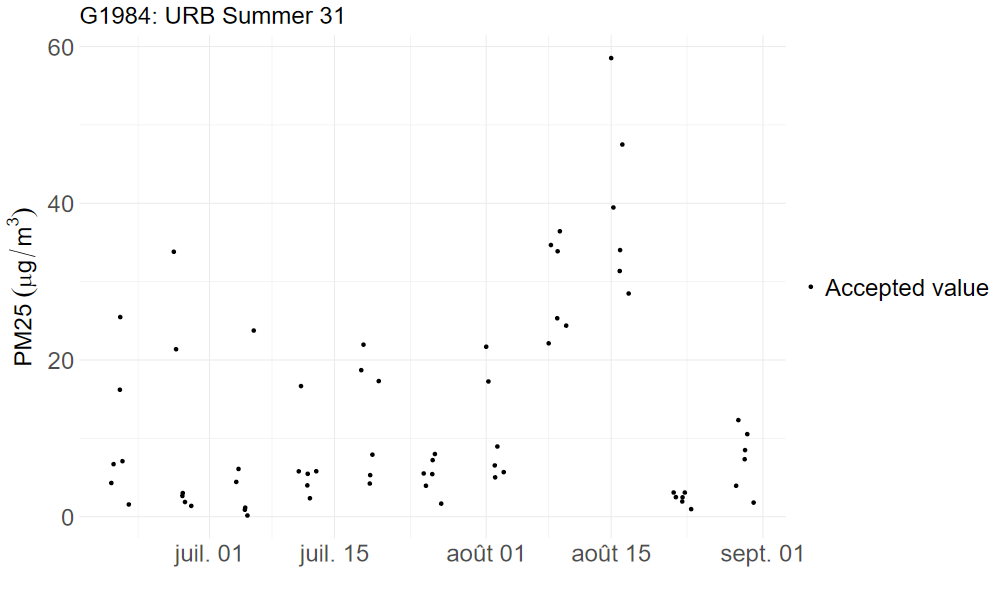 G1984: URB Summer 31
PM25 (μg/m³)
60
40
20
0
juil. 01
juil. 15
août 01
août 15
sept. 01
Accepted value